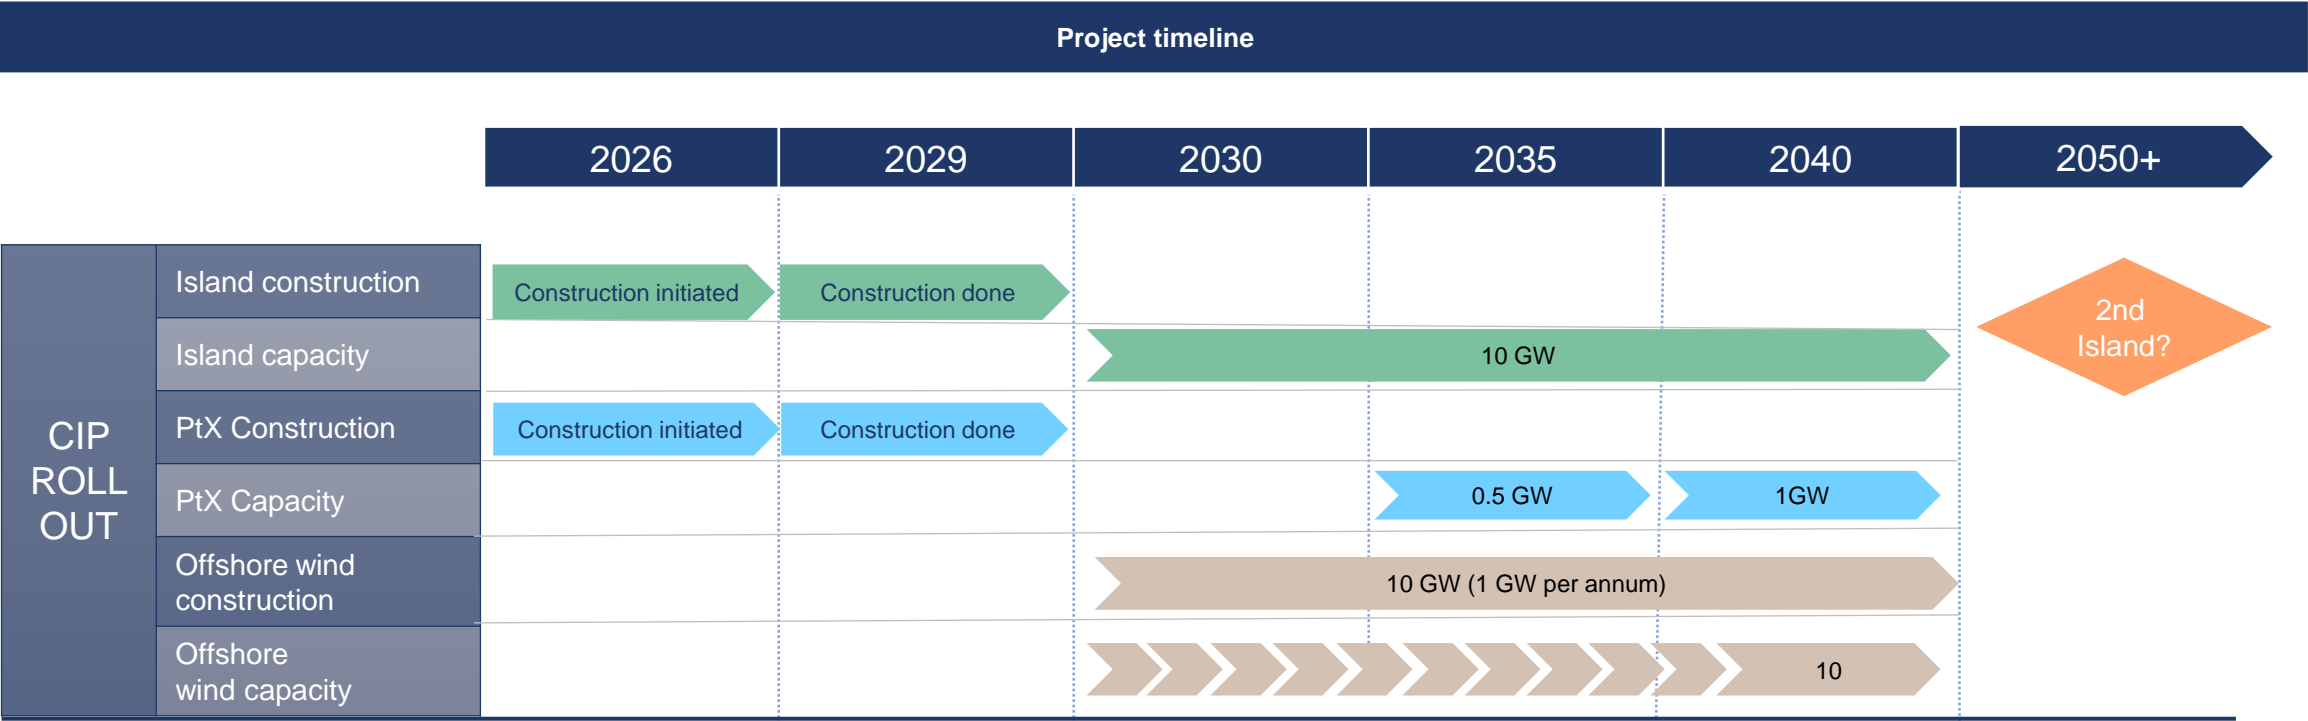 Project timeline
2026 2029 2030 2035 2040 2050+
CIP
ROLL
OUT
Island construction
Construction initiated
Construction done
2nd
Island?
Island capacity
10 GW
PtX Construction
Construction initiated
Construction done
PtX Capacity
0.5 GW
1GW
Offshore wind
construction
10 GW (1 GW per annum)
Offshore
wind capacity
10